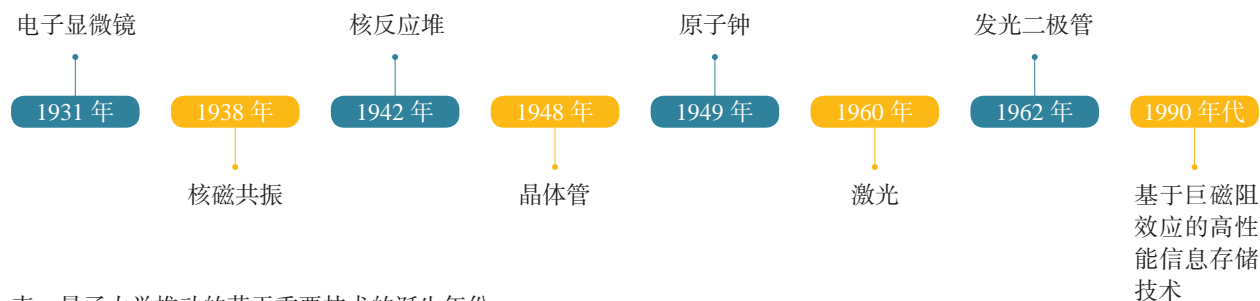 电子显微镜
核反应堆
原子钟
发光二极管
1931 年
1938 年
1942 年
1948 年
1949 年
1960 年
1962 年
1990 年代
核磁共振
晶体管
激光
基于巨磁阻
效应的高性
能信息存储
技术